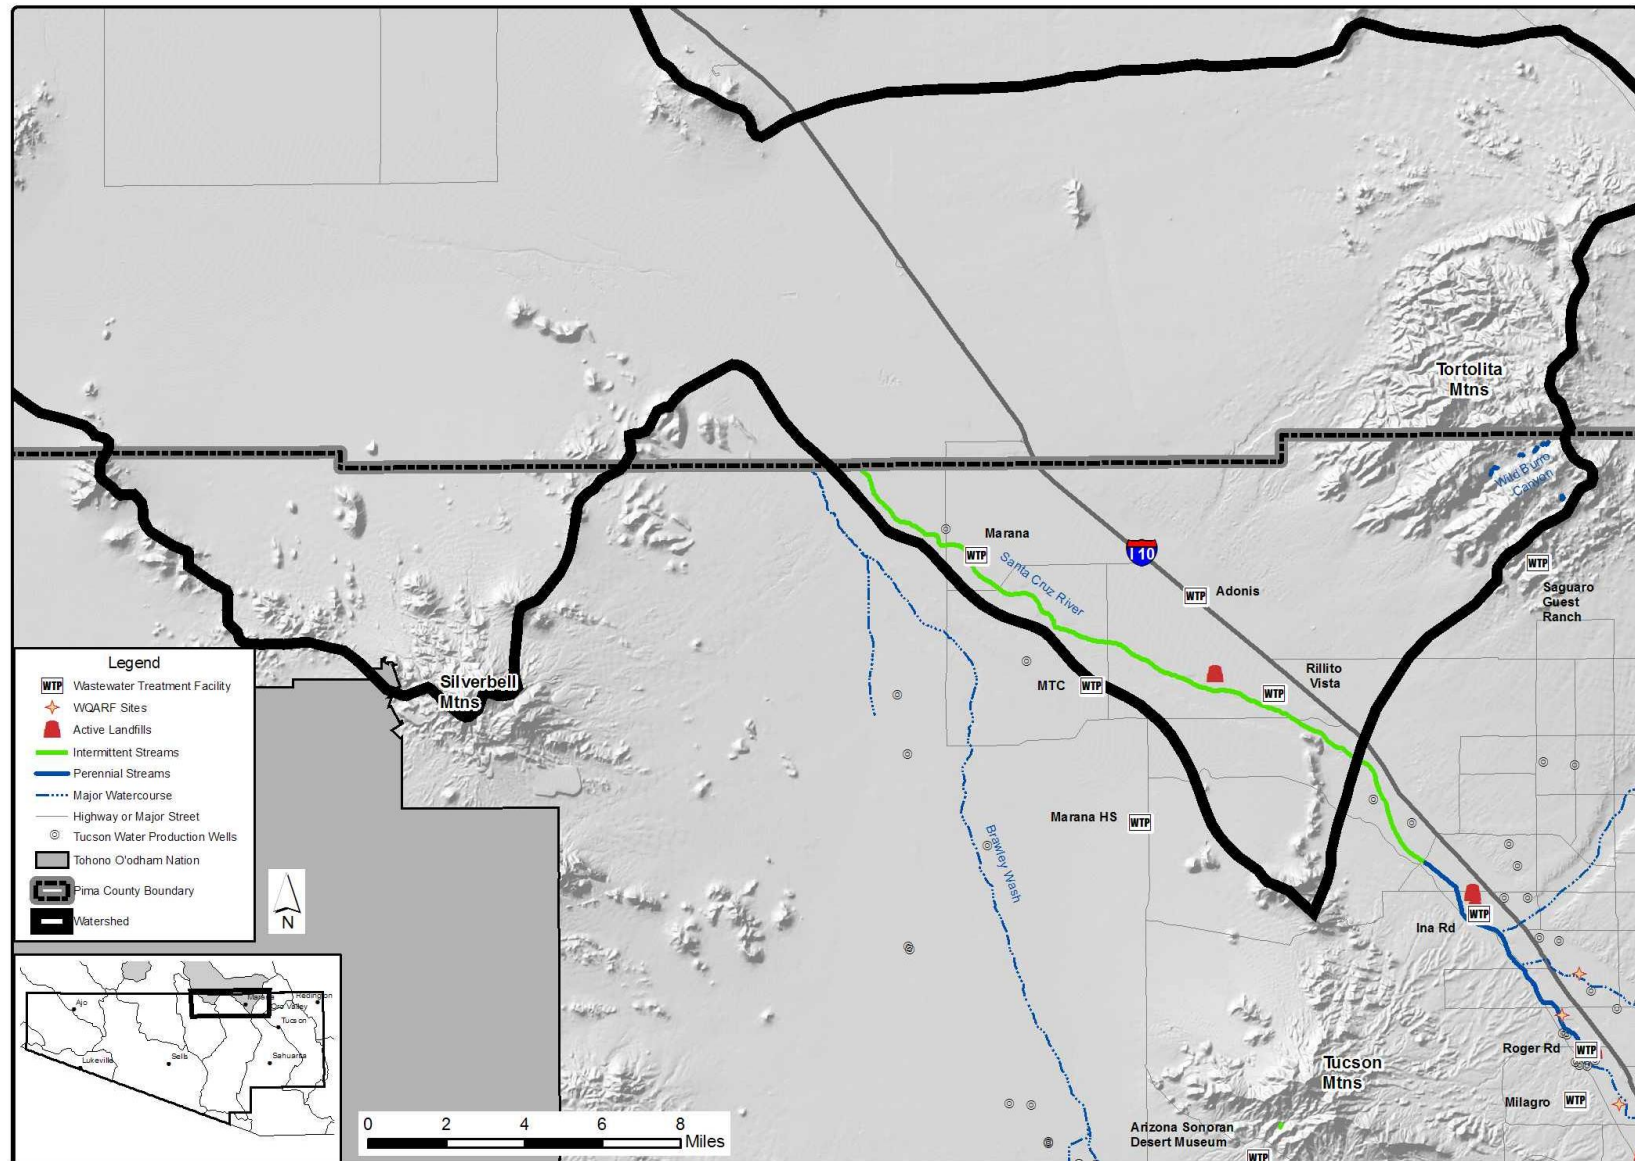 Tortolita
Mtns
Wild Burro
Canyon
Marana
WTP
Santa Cruz River
I 10
WTP
Adonis
WTP
Saguaro
Guest
Ranch
Rillito
Vista
WTP
MTC
WTP
Silverbell
Mtns
Marana HS
WTP
Brawley Wash
Ina Rd
WTP
Roger Rd
WTP
Milagro
WTP
Tucson
Mtns
Arizona Sonoran
Desert Museum
WTP
Legend
WTP Wastewater Treatment Facility
WQARF Sites
Active Landfills
Intermittent Streams
Perennial Streams
Major Watercourse
Highway or Major Street
Tucson Water Production Wells
Tohono O'odham Nation
Pima County Boundary
Watershed
N
Ajo
Marana
Redington
Oro Valley
Tucson
Lukeville
Sells
Sahuarita
0 2 4 6 8
Miles